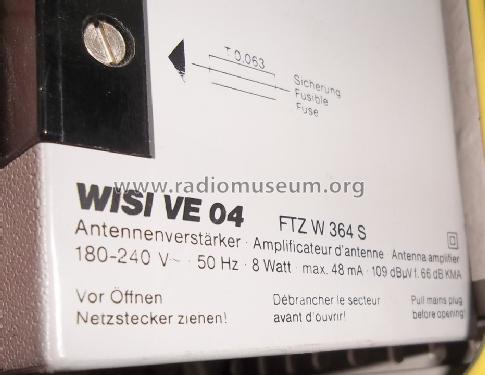 T 0.063
Sicherung
Fusible
Fuse
www.radiomuseum.org
WISI VE 04 FTZ W 364 S
Antennenverstärker · Amplificateur d'antenne · Antenna amplifier
180-240 V~ · 50 Hz · 8 Watt · max. 48 mA · 109 dBµV f. 66 dB KMA
Vor Öffnen Débrancher le secteur Pull mains plug
Netzstecker zienen! avant d'ouvrir! before opening!